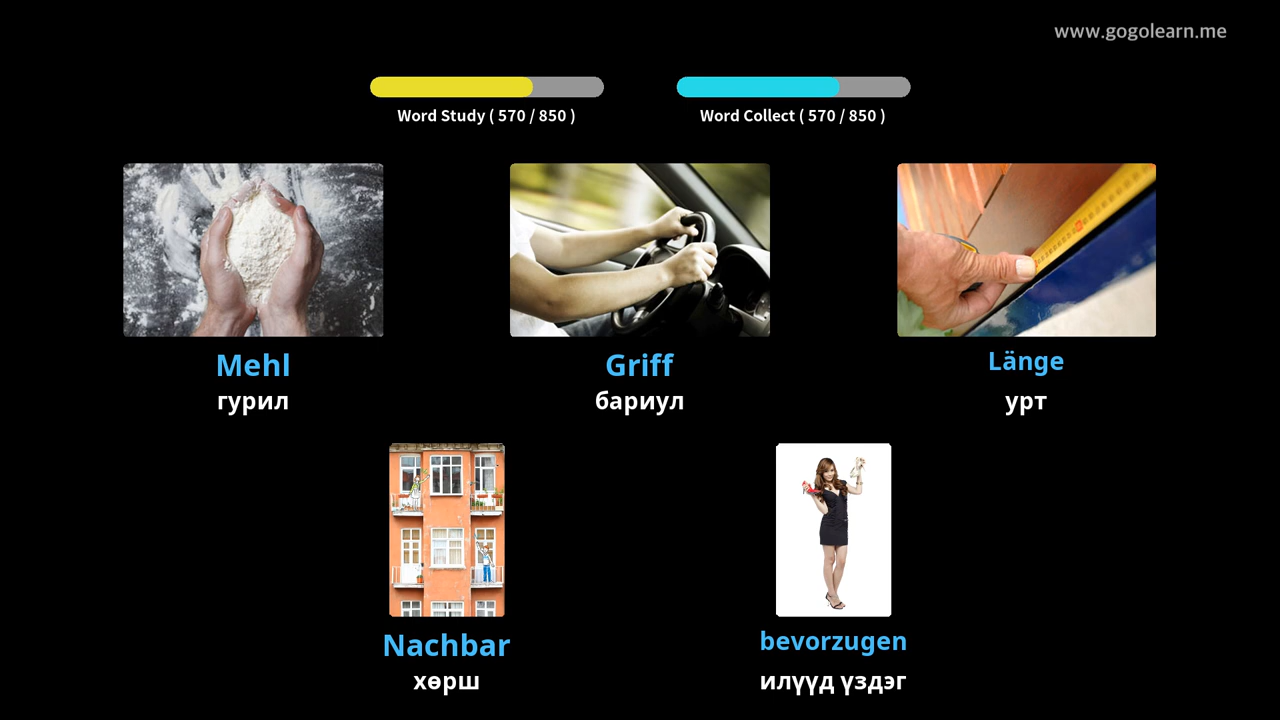 www.gogolearn.me
Word Study ( 570 / 850 )
Word Collect ( 570 / 850 )
Mehl
гурил
Griff
бариул
Länge
урт
Nachbar
хөрш
bevorzugen
илүүд үздэг